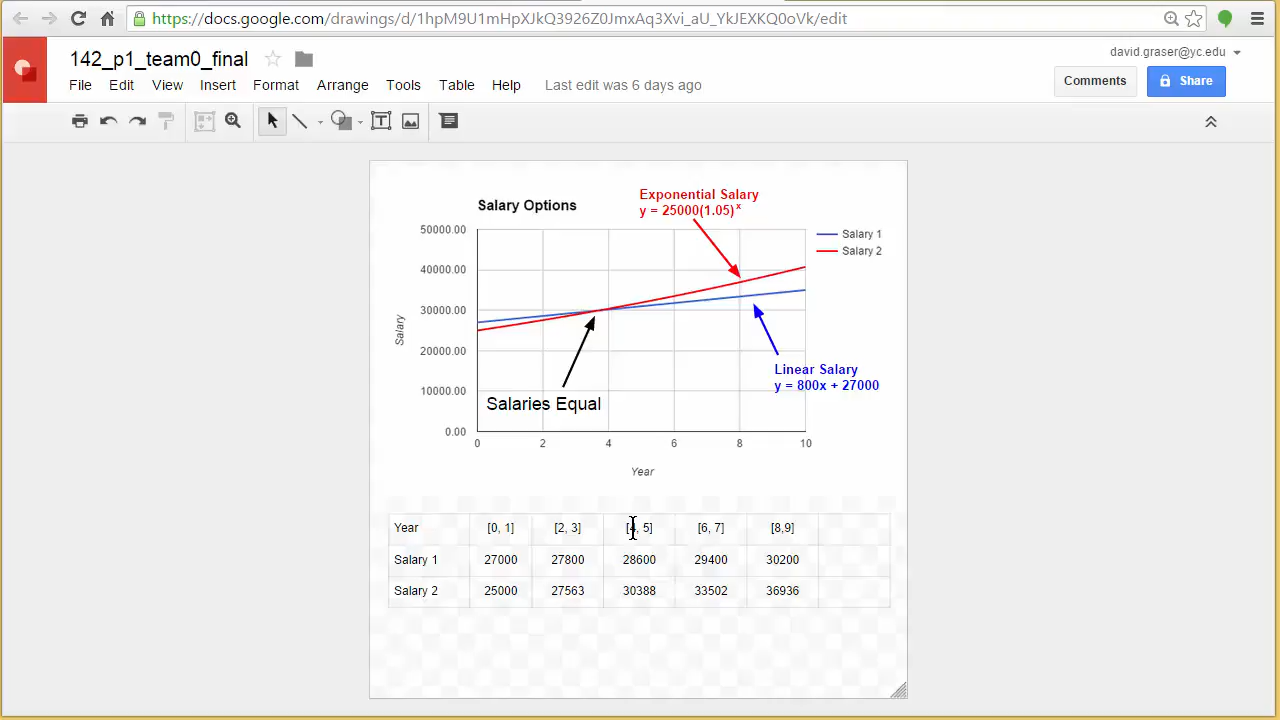 https://docs.google.com/drawings/d/1hpM9U1mHpXJkQ3926Z0JmxAq3Xvi_aU_YkJEXKQ0oVk/edit
142_p1_team0_final
david.graser@yc.edu
File Edit View Insert Format Arrange Tools Table Help Last edit was 6 days ago
Comments
Share
Exponential Salary
y = 25000(1.05)ˣ
Salary Options
Salary 1
Salary 2
50000.00
40000.00
30000.00
20000.00
10000.00
0.00
Salary
Salaries Equal
Linear Salary
y = 800x + 27000
0 2 4 6 8 10
Year
Year [0, 1] [2, 3] [4, 5] [6, 7] [8,9]
Salary 1 27000 27800 28600 29400 30200
Salary 2 25000 27563 30388 33502 36936